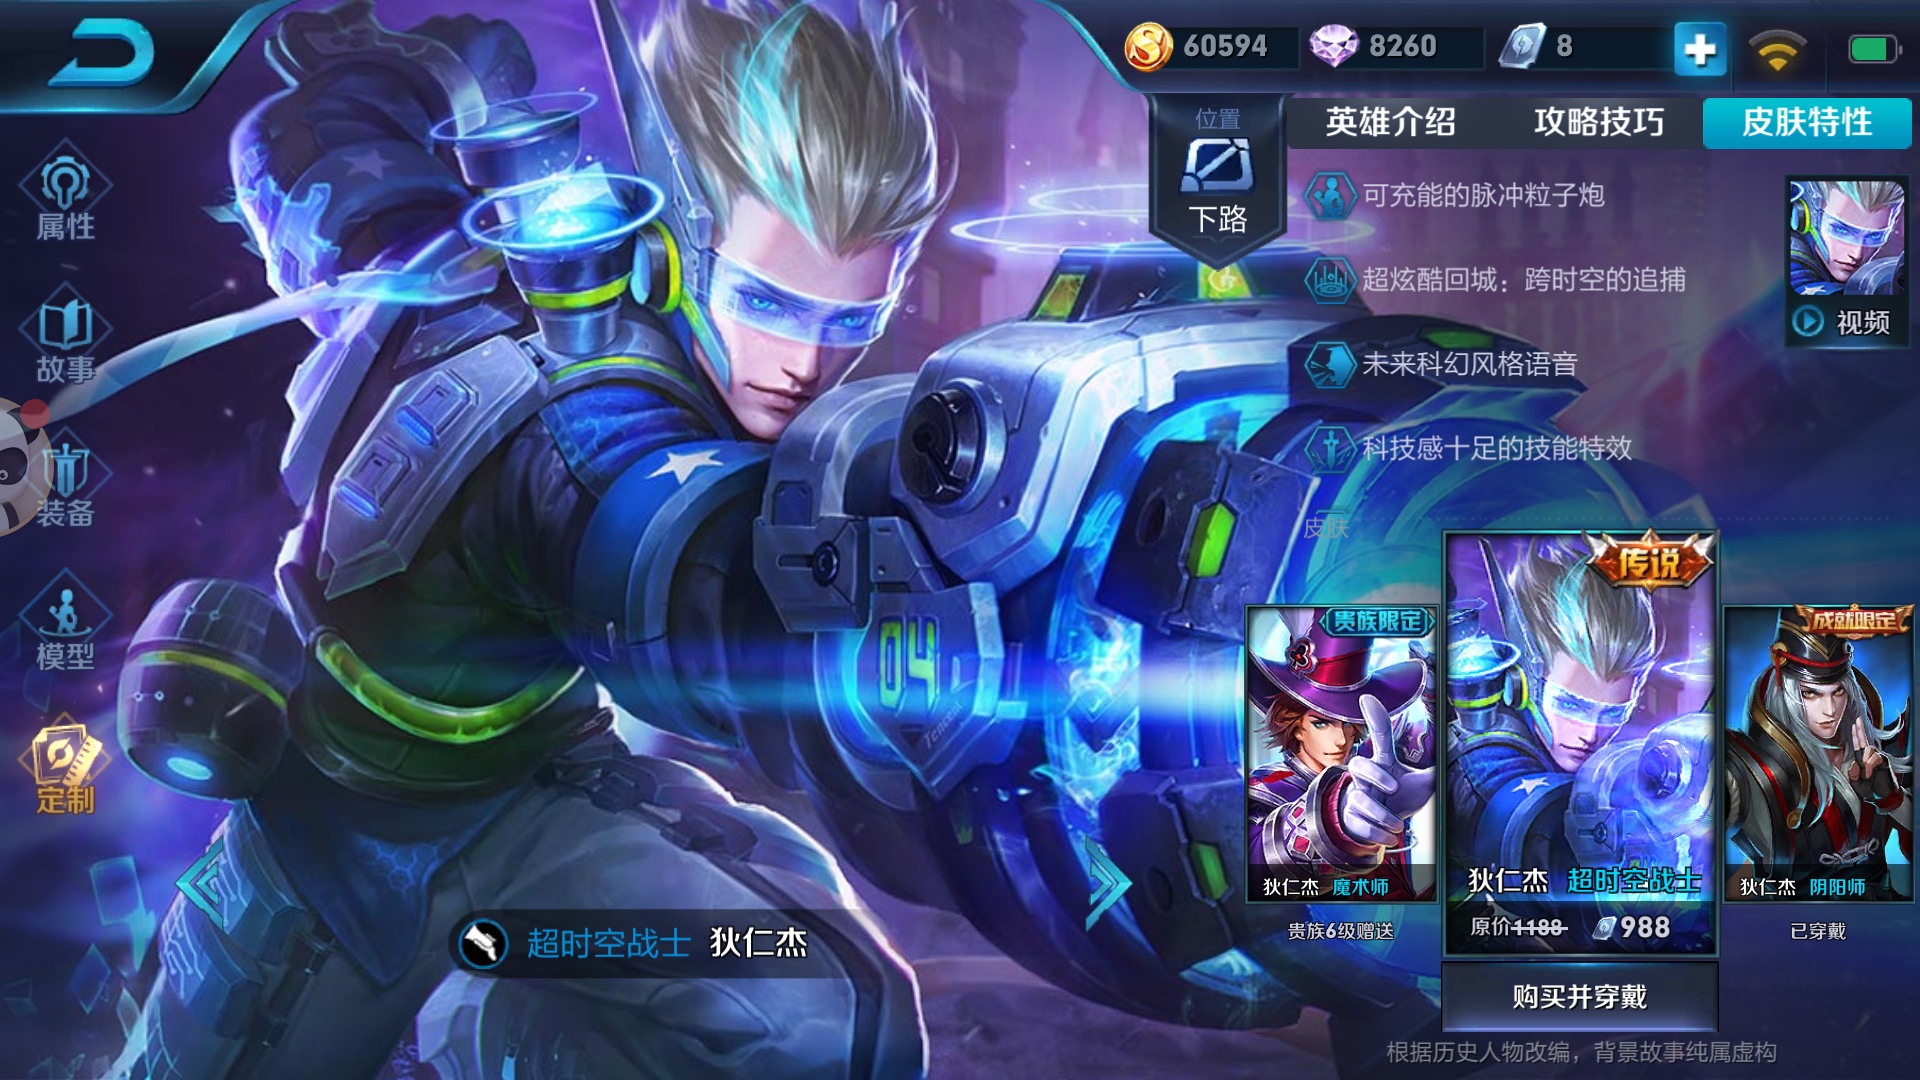 60594
8260
8
位置
下路
英雄介绍
攻略技巧
皮肤特性
属性
故事
装备
模型
定制
可充能的脉冲粒子炮
超炫酷回城：跨时空的追捕
未来科幻风格语音
科技感十足的技能特效
视频
皮肤
04
Tencent
贵族限定
狄仁杰 魔术师
贵族6级赠送
传说
狄仁杰 超时空战士
原价1188 988
购买并穿戴
成就限定
狄仁杰 阴阳师
已穿戴
超时空战士 狄仁杰
根据历史人物改编，背景故事纯属虚构